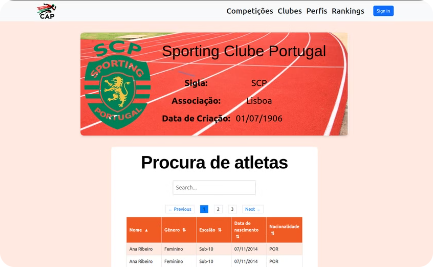 CAP
Competições Clubes Perfis Rankings Sign in
SCP
SPORTING
PORTUGAL
Sporting Clube Portugal
Sigla: SCP
Associação: Lisboa
Data de Criação: 01/07/1906
Procura de atletas
Search...
Previous 1 2 3 Next
Nome Género Escalão Data de nascimento Nacionalidade
Ana Ribeiro Feminino Sub-10 07/11/2014 POR
Ana Ribeiro Feminino Sub-10 07/11/2014 POR